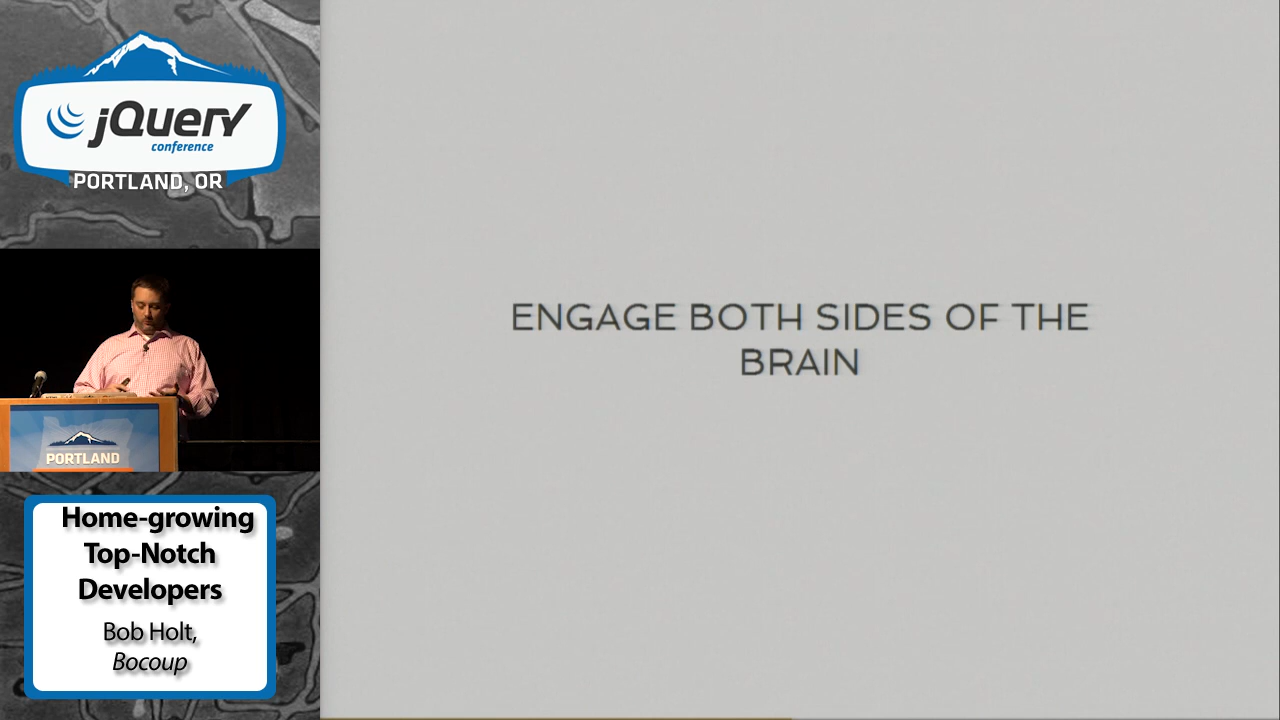 jQuery
conference
PORTLAND, OR
PORTLAND
Home-growing
Top-Notch
Developers
Bob Holt,
Bocoup
ENGAGE BOTH SIDES OF THE
BRAIN